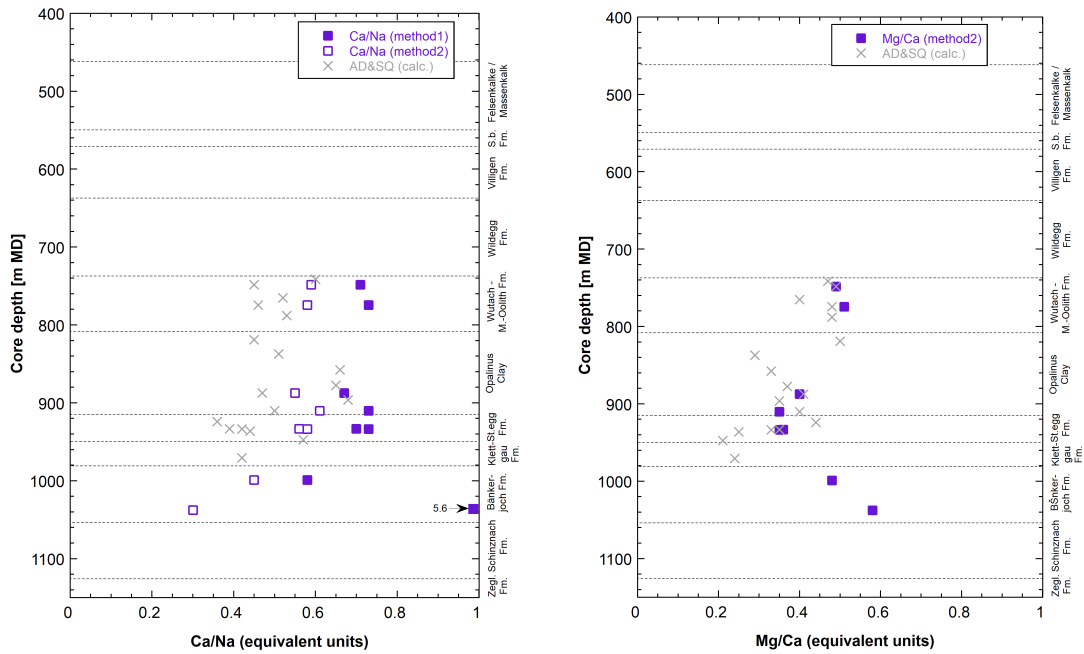 Ca/Na (method1)
Ca/Na (method2)
AD&SQ (calc.)
400
500
600
700
800
900
1000
1100
Core depth [m MD]
0
0.2
0.4
0.6
0.8
1
Ca/Na (equivalent units)
5.6
Felsenkalke /
Massenkalk
S.b.
Fm.
Villigen
Fm.
Wildegg
Fm.
Wutach -
M.-Oolith Fm.
Opalinus
Clay
St.egg
Fm.
Klett-
gau
Fm.
Bänker-
joch Fm.
Schinznach
Fm.
Zegl.
Fm.
Mg/Ca (method2)
AD&SQ (calc.)
400
500
600
700
800
900
1000
1100
Core depth [m MD]
0
0.2
0.4
0.6
0.8
1
Mg/Ca (equivalent units)
Felsenkalke /
Massenkalk
S.b.
Fm.
Villigen
Fm.
Wildegg
Fm.
Wutach -
M.-Oolith Fm.
Opalinus
Clay
St.egg
Fm.
Klett-
gau
Fm.
BŠnker-
joch Fm.
Schinznach
Fm.
Zegl.
Fm.